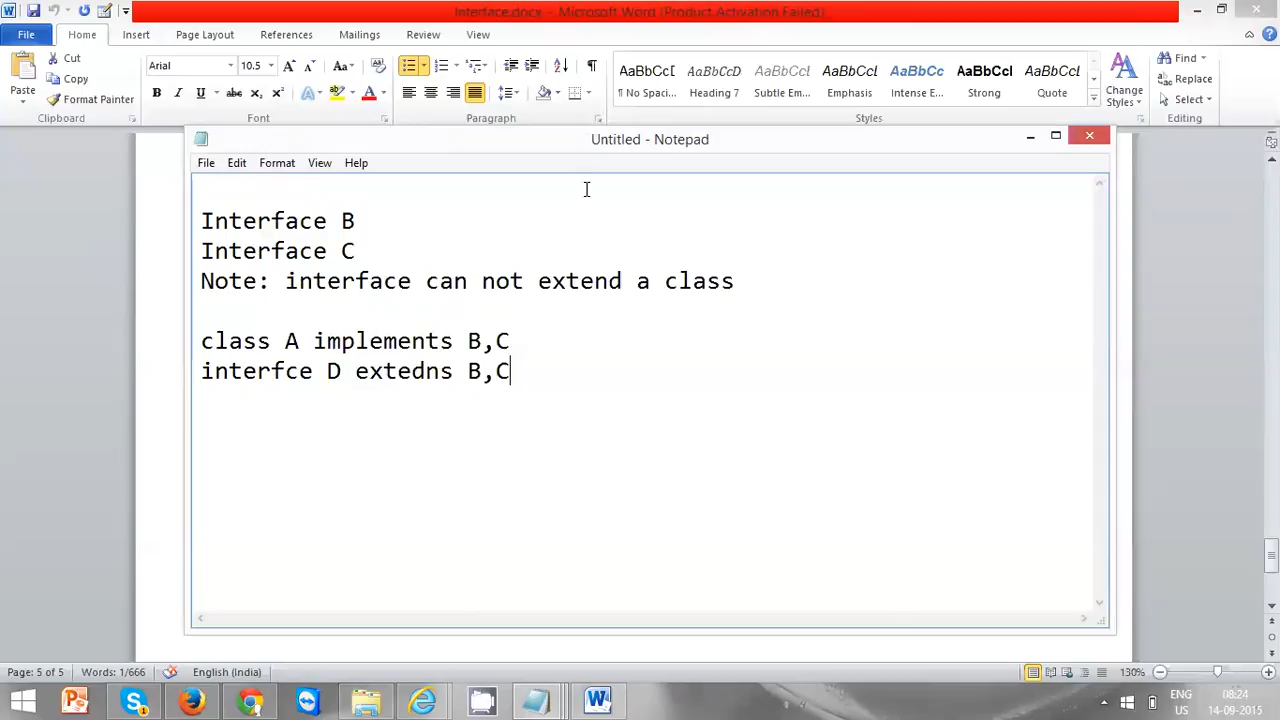 Interface.docx - Microsoft Word (Product Activation Failed)
File Home Insert Page Layout References Mailings Review View
Cut
Copy
Format Painter
Paste
Arial 10.5
AaBbCcI AaBbCcD AaBbCcI AaBbCcI AaBbCc AaBbCcI AaBbCcI
¶ No Spaci... Heading 7 Subtle Em... Emphasis Intense E... Strong Quote
Change Styles
Find
Replace
Select
Clipboard Font Paragraph Styles Editing
Untitled - Notepad
File Edit Format View Help
Interface B
Interface C
Note: interface can not extend a class
class A implements B,C
interfce D extedns B,C
Page: 5 of 5 Words: 1/666 English (India) 130%
ENG 08:24
US 14-09-2015